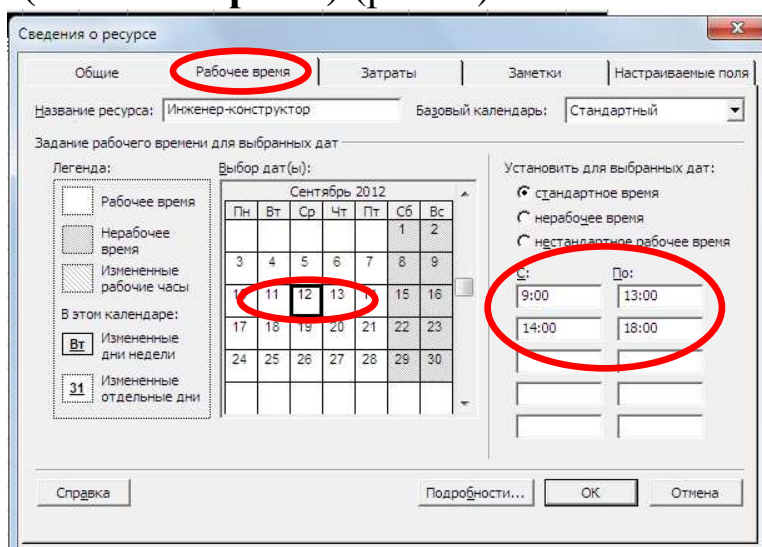 Сведения о ресурсе
Общие
Рабочее время
Затраты
Заметки
Настраиваемые поля
Название ресурса: Инженер-конструктор
Базовый календарь: Стандартный
Задание рабочего времени для выбранных дат
Легенда:
Рабочее время
Нерабочее
время
Измененные
рабочие часы
В этом календаре:
Вт Измененные
дни недели
31 Измененные
отдельные дни
Выбор дат(ы):
Сентябрь 2012
Пн Вт Ср Чт Пт Сб Вс
1 2
3 4 5 6 7 8 9
10 11 12 13 14 15 16
17 18 19 20 21 22 23
24 25 26 27 28 29 30
Установить для выбранных дат:
стандартное время
нерабочее время
нестандартное рабочее время
С: По:
9:00 13:00
14:00 18:00
Справка
Подробности...
ОК
Отмена